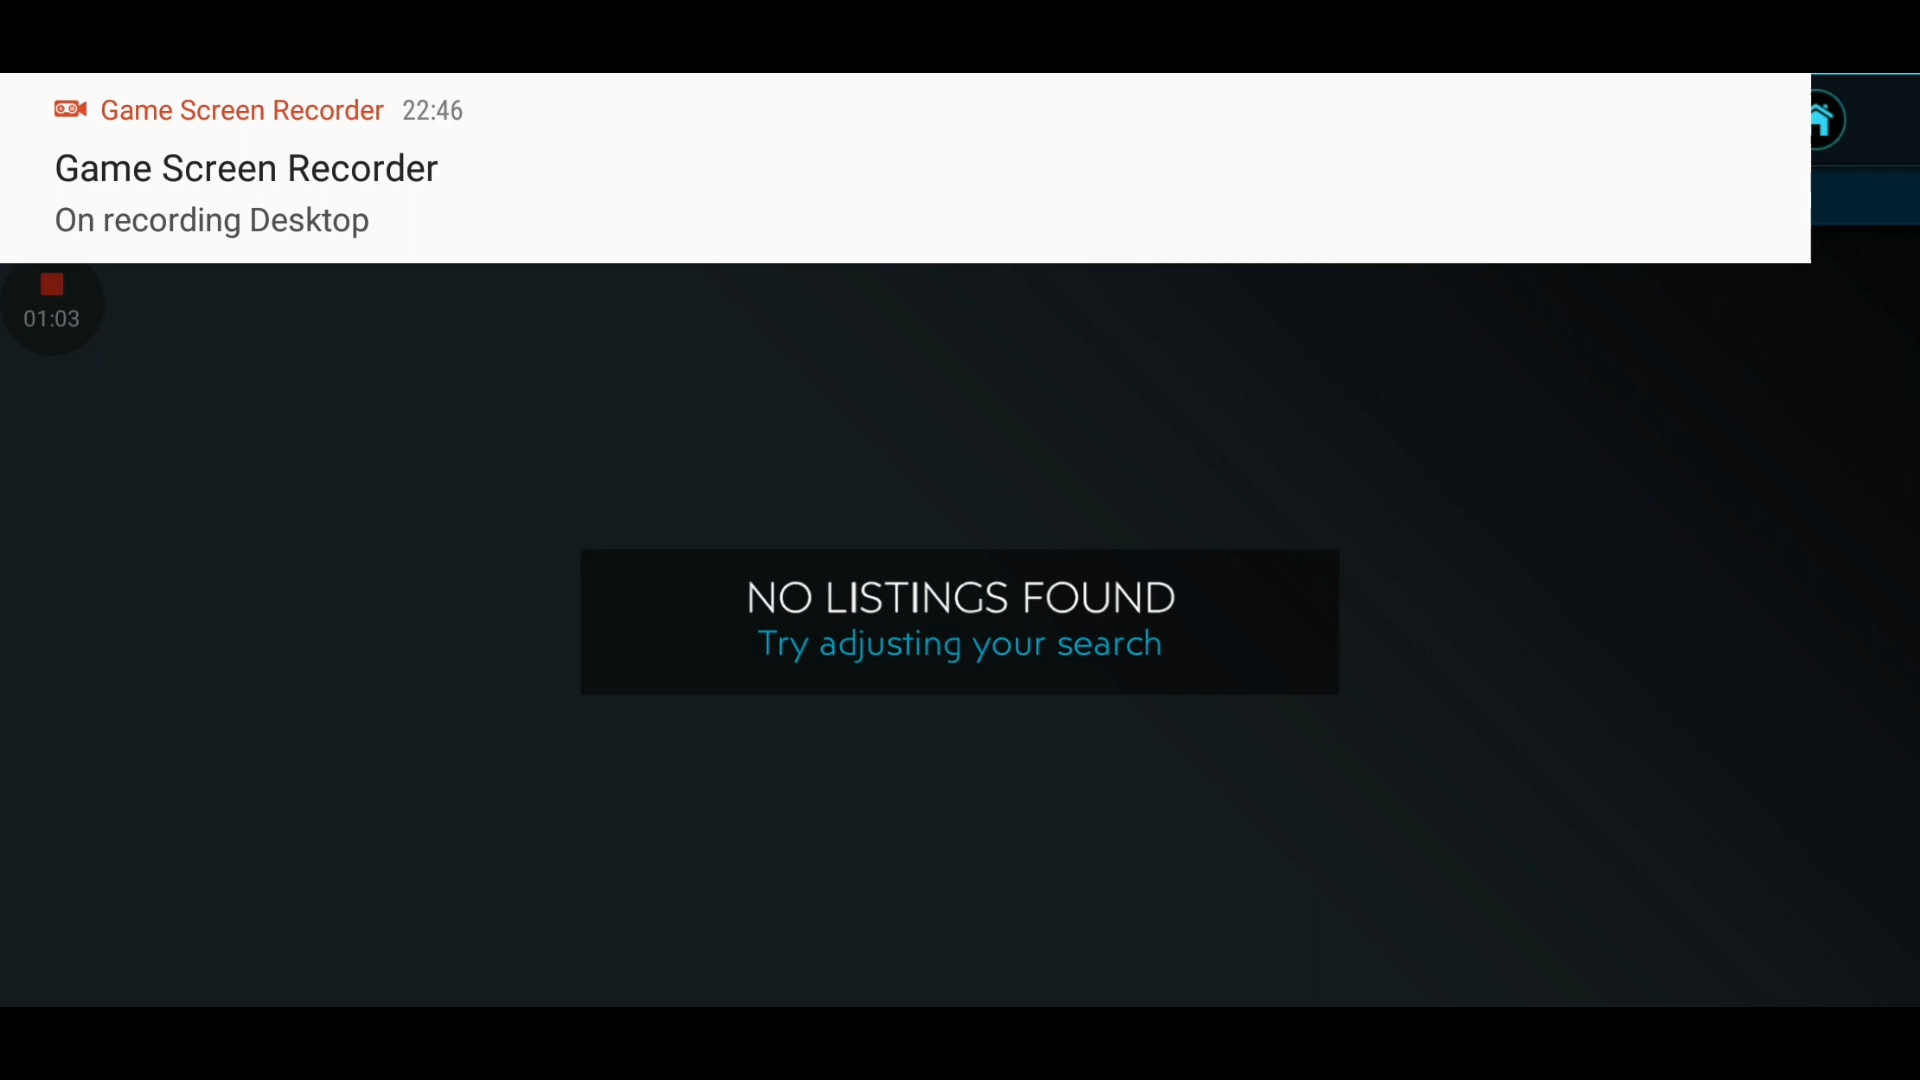 Game Screen Recorder 22:46
Game Screen Recorder
On recording Desktop
01:03
NO LISTINGS FOUND
Try adjusting your search